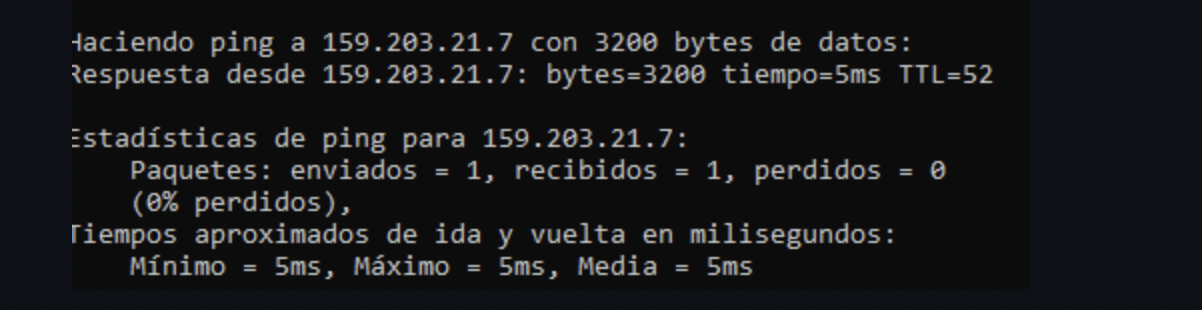 Haciendo ping a 159.203.21.7 con 3200 bytes de datos:
Respuesta desde 159.203.21.7: bytes=3200 tiempo=5ms TTL=52
Estadísticas de ping para 159.203.21.7:
Paquetes: enviados = 1, recibidos = 1, perdidos = 0
(0% perdidos),
Tiempos aproximados de ida y vuelta en milisegundos:
Mínimo = 5ms, Máximo = 5ms, Media = 5ms